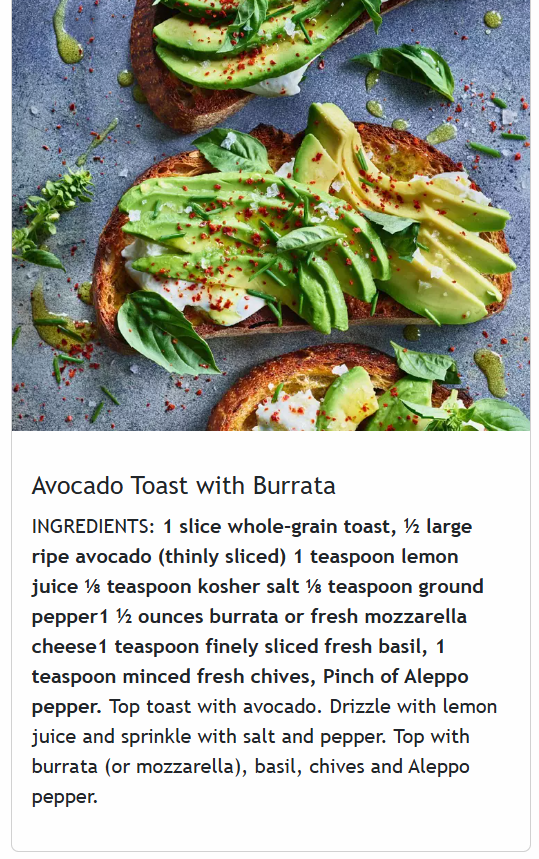 Avocado Toast with Burrata
INGREDIENTS: 1 slice whole-grain toast, ½ large
ripe avocado (thinly sliced) 1 teaspoon lemon
juice ⅛ teaspoon kosher salt ⅛ teaspoon ground
pepper1 ½ ounces burrata or fresh mozzarella
cheese1 teaspoon finely sliced fresh basil, 1
teaspoon minced fresh chives, Pinch of Aleppo
pepper. Top toast with avocado. Drizzle with lemon
juice and sprinkle with salt and pepper. Top with
burrata (or mozzarella), basil, chives and Aleppo
pepper.